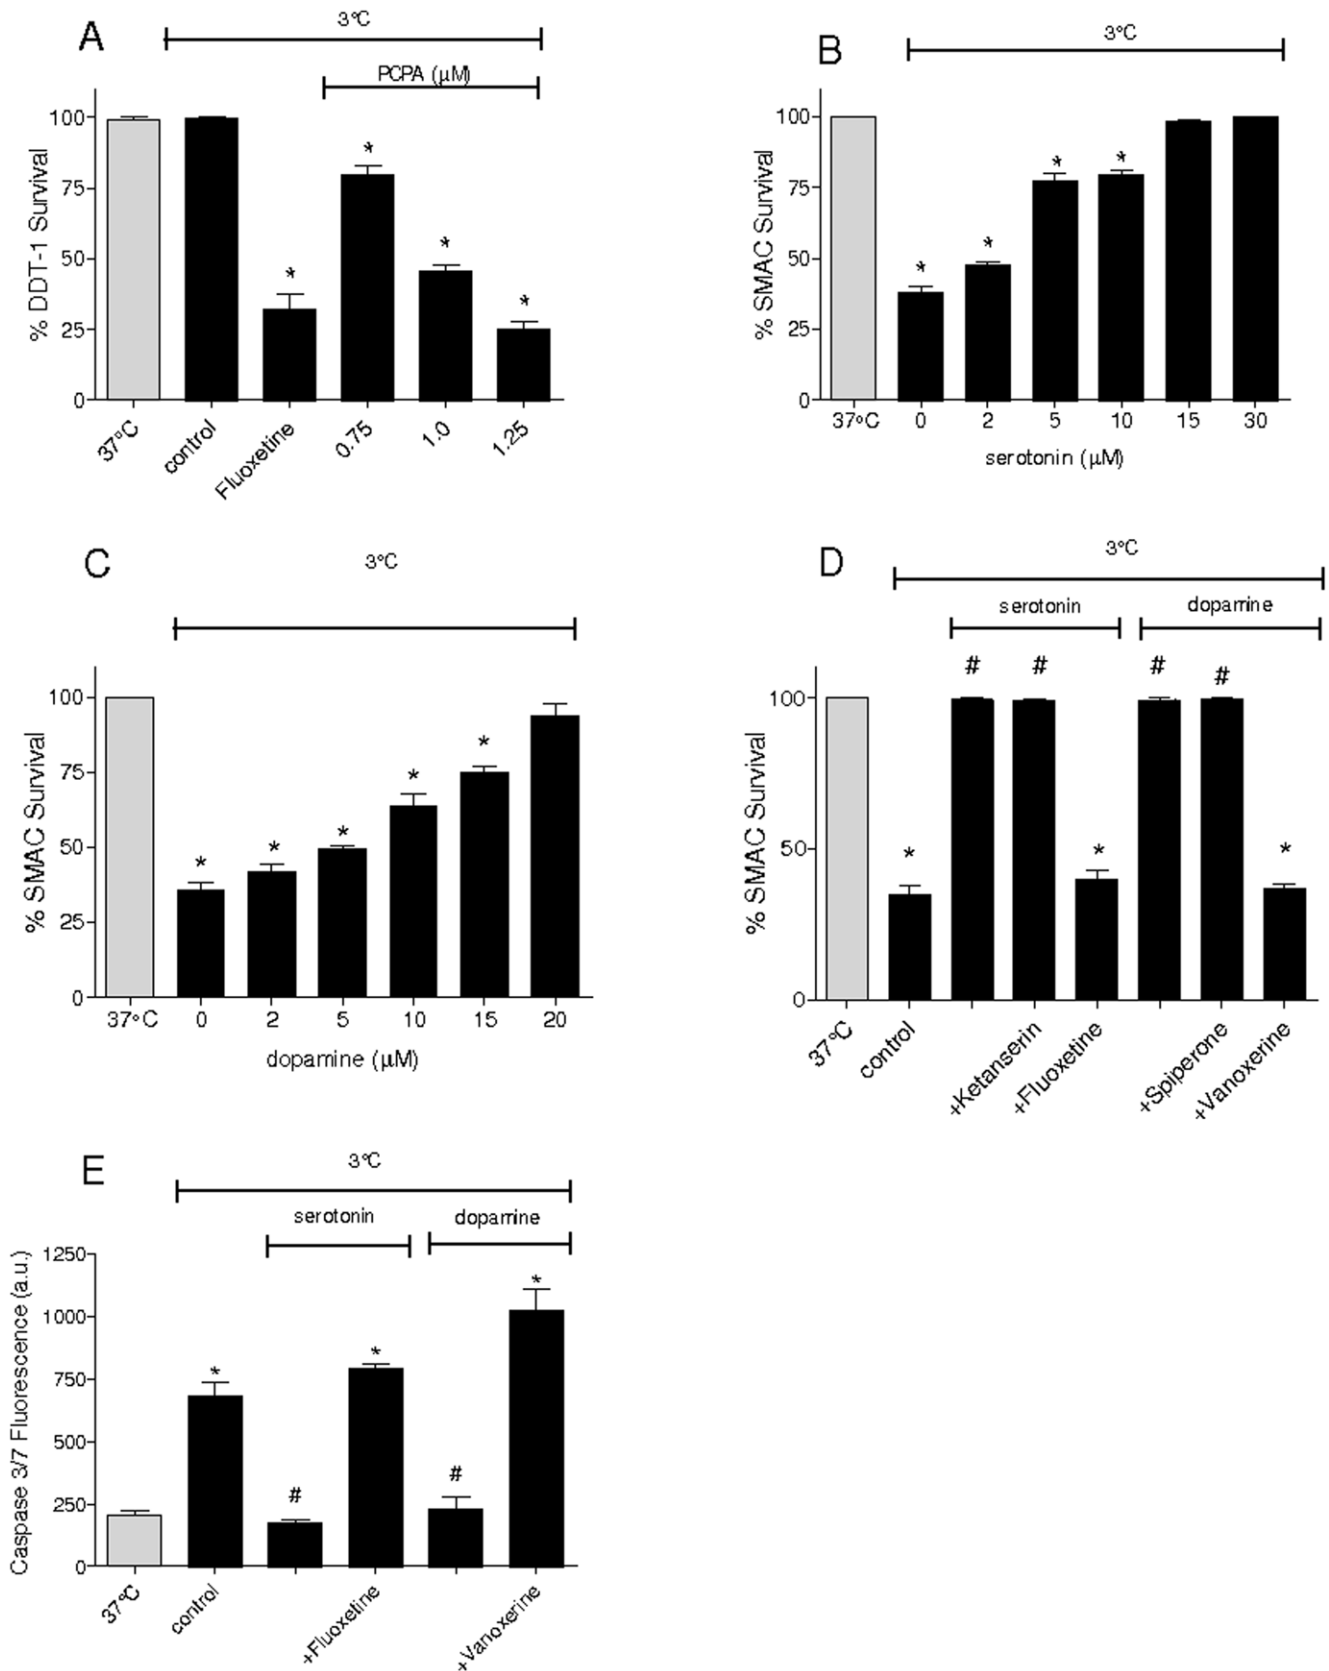 A
3°C
PCPA (µM)
% DDT-1 Survival
100
75
50
25
0
*
*
*
*
37°C
control
Fluoxetine
0.75
1.0
1.25
B
3°C
% SMAC Survival
100
75
50
25
0
*
*
*
*
37°C 0 2 5 10 15 30
serotonin (µM)
C
3°C
% SMAC Survival
100
75
50
25
0
*
*
*
*
*
37°C 0 2 5 10 15 20
dopamine (µM)
D
3°C
serotonin
dopamine
% SMAC Survival
100
50
0
*
#
#
*
#
#
*
37°C
control
+Ketanserin
+Fluoxetine
+Spiperone
+Vanoxerine
E
3°C
serotonin
dopamine
Caspase 3/7 Fluorescence (a.u.)
1250
1000
750
500
250
0
*
#
*
#
*
37°C
control
+Fluoxetine
+Vanoxerine